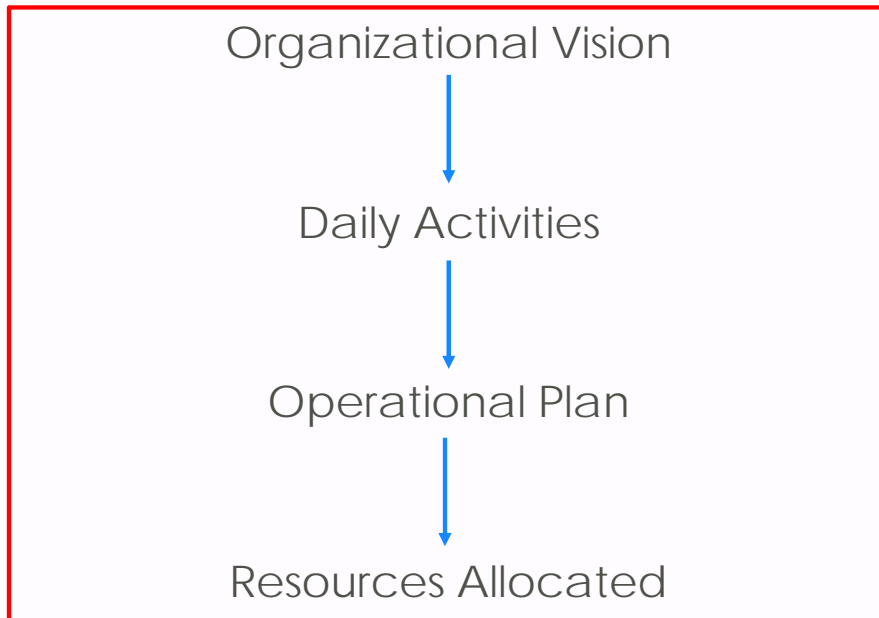 Organizational Vision
Daily Activities
Operational Plan
Resources Allocated